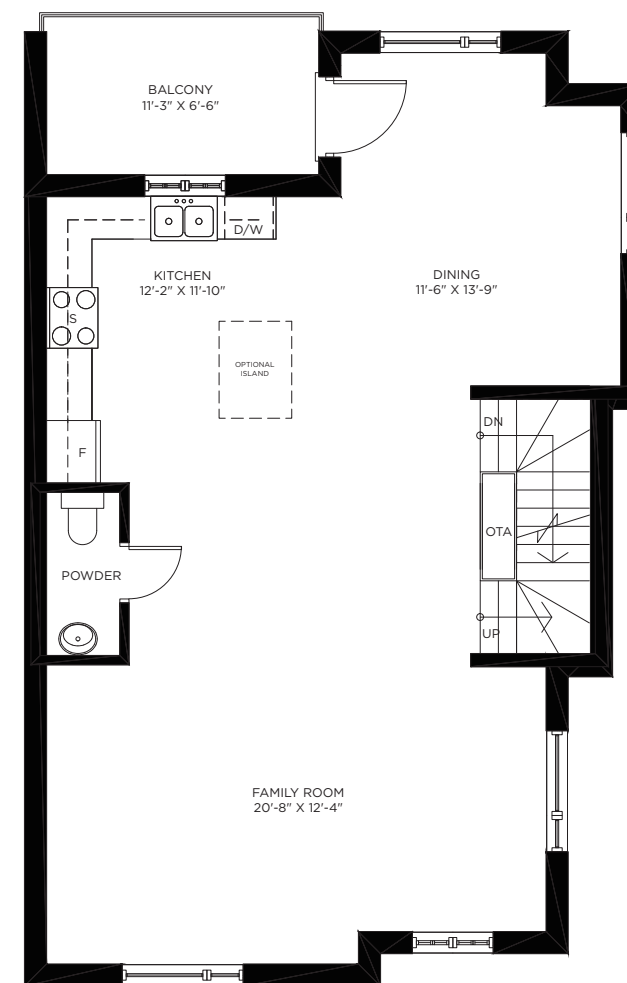 BALCONY
11'-3" X 6'-6"
D/W
KITCHEN
12'-2" X 11'-10"
DINING
11'-6" X 13'-9"
S
OPTIONAL
ISLAND
DN
F
OTA
POWDER
UP
FAMILY ROOM
20'-8" X 12'-4"